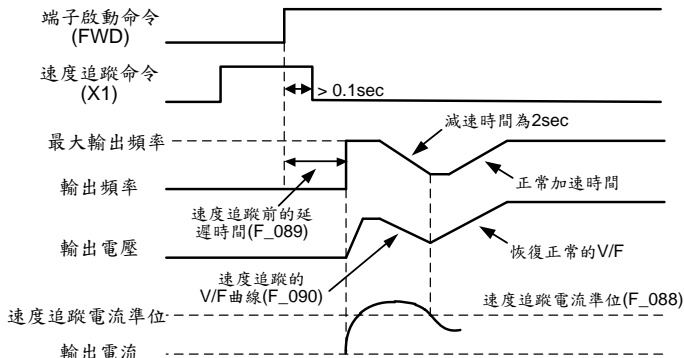 端子啟動命令
(FWD)
速度追蹤命令
(X1)
> 0.1sec
減速時間為2sec
最大輸出頻率
輸出頻率
正常加速時間
速度追蹤前的延
遲時間(F_089)
輸出電壓
恢復正常的V/F
速度追蹤的
V/F曲線(F_090)
速度追蹤電流準位(F_088)
速度追蹤電流準位
輸出電流